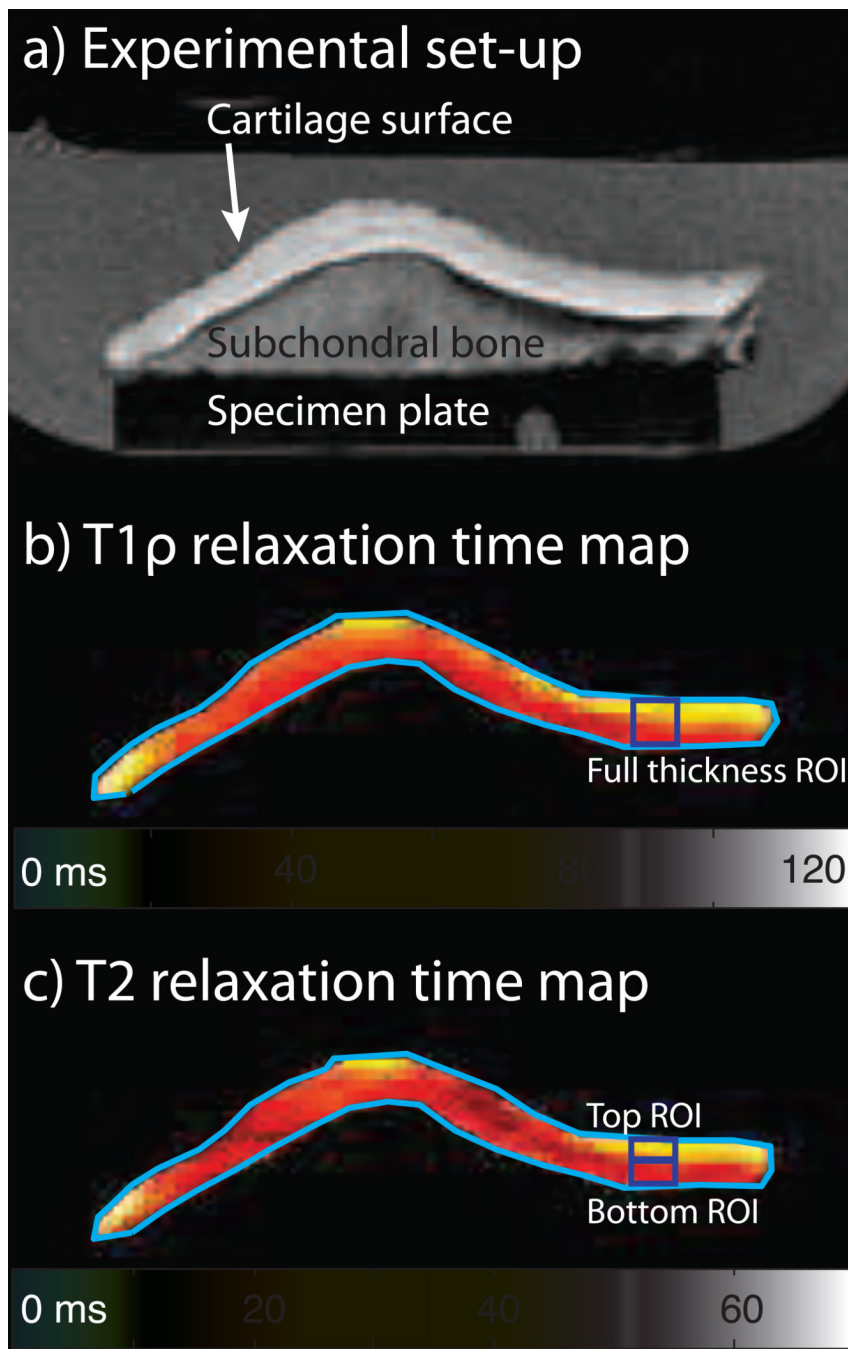 a) Experimental set-up
Cartilage surface
Subchondral bone
Specimen plate
b) T1ρ relaxation time map
Full thickness ROI
0 ms 40 80 120
c) T2 relaxation time map
Top ROI
Bottom ROI
0 ms 20 40 60